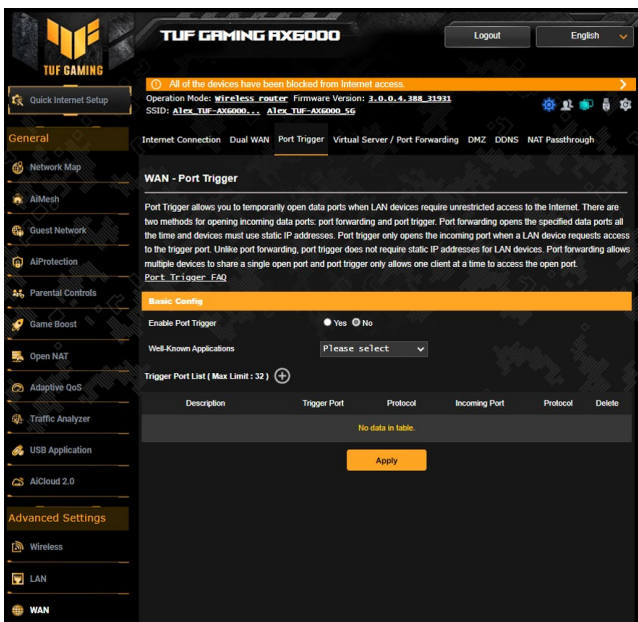 TUF GAMING AX6000
Logout
English
TUF GAMING
All of the devices have been blocked from Internet access.
Quick Internet Setup
Operation Mode: Wireless router Firmware Version: 3.0.0.4.388_31931
SSID: Alex_TUF-AX6000... Alex_TUF-AX6000_5G
General
Internet Connection Dual WAN Port Trigger Virtual Server / Port Forwarding DMZ DDNS NAT Passthrough
Network Map
AiMesh
Guest Network
AiProtection
Parental Controls
Game Boost
Open NAT
Adaptive QoS
Traffic Analyzer
USB Application
AiCloud 2.0
Advanced Settings
Wireless
LAN
WAN
WAN - Port Trigger
Port Trigger allows you to temporarily open data ports when LAN devices require unrestricted access to the Internet. There are
two methods for opening incoming data ports: port forwarding and port trigger. Port forwarding opens the specified data ports all
the time and devices must use static IP addresses. Port trigger only opens the incoming port when a LAN device requests access
to the trigger port. Unlike port forwarding, port trigger does not require static IP addresses for LAN devices. Port forwarding allows
multiple devices to share a single open port and port trigger only allows one client at a time to access the open port.
Port Trigger FAQ
Basic Config
Enable Port Trigger Yes No
Well-Known Applications Please select
Trigger Port List ( Max Limit : 32 )
Description Trigger Port Protocol Incoming Port Protocol Delete
No data in table.
Apply